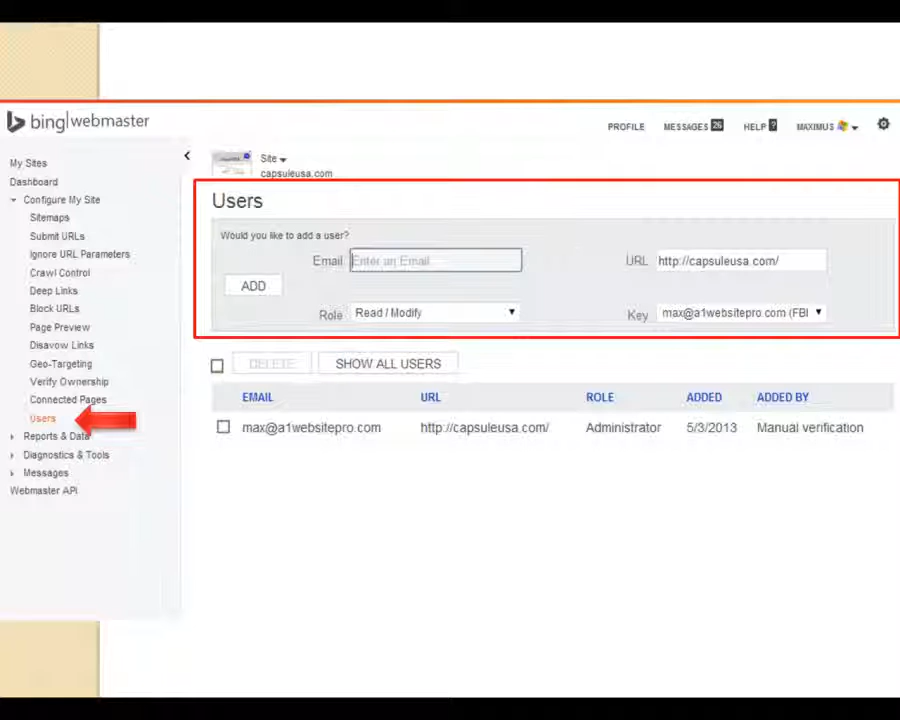 bing|webmaster
PROFILE MESSAGES 25 HELP ? MAXIMUS
My Sites
Dashboard
Configure My Site
Sitemaps
Submit URLs
Ignore URL Parameters
Crawl Control
Deep Links
Block URLs
Page Preview
Disavow Links
Geo-Targeting
Verify Ownership
Connected Pages
Users
Reports & Data
Diagnostics & Tools
Messages
Webmaster API
Site
capsuleusa.com
Users
Would you like to add a user?
Email Enter an Email URL http://capsuleusa.com/
ADD
Role Read / Modify Key max@a1websitepro.com (FBI
DELETE SHOW ALL USERS
EMAIL URL ROLE ADDED ADDED BY
max@a1websitepro.com http://capsuleusa.com/ Administrator 5/3/2013 Manual verification